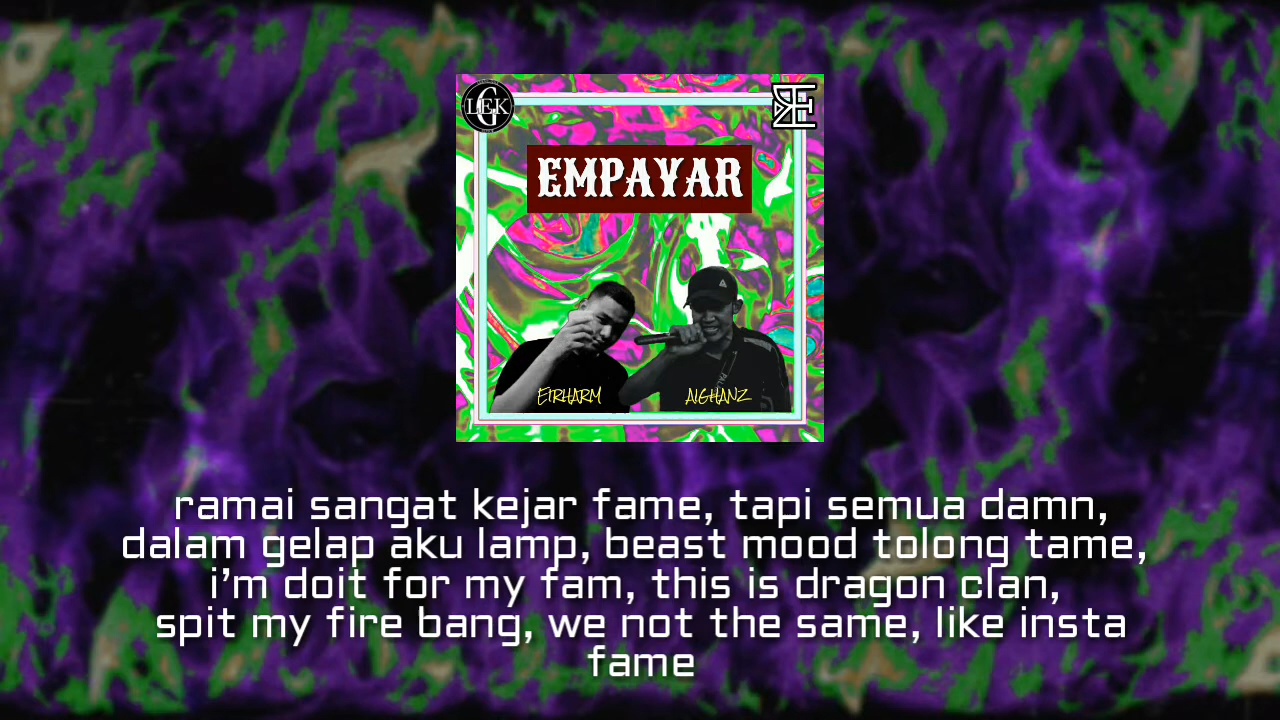 GLEK
EMPAYAR
EIRHARM
AIGHANZ
ramai sangat kejar fame, tapi semua damn,
dalam gelap aku lamp, beast mood tolong tame,
i'm doit for my fam, this is dragon clan,
spit my fire bang, we not the same, like insta
fame